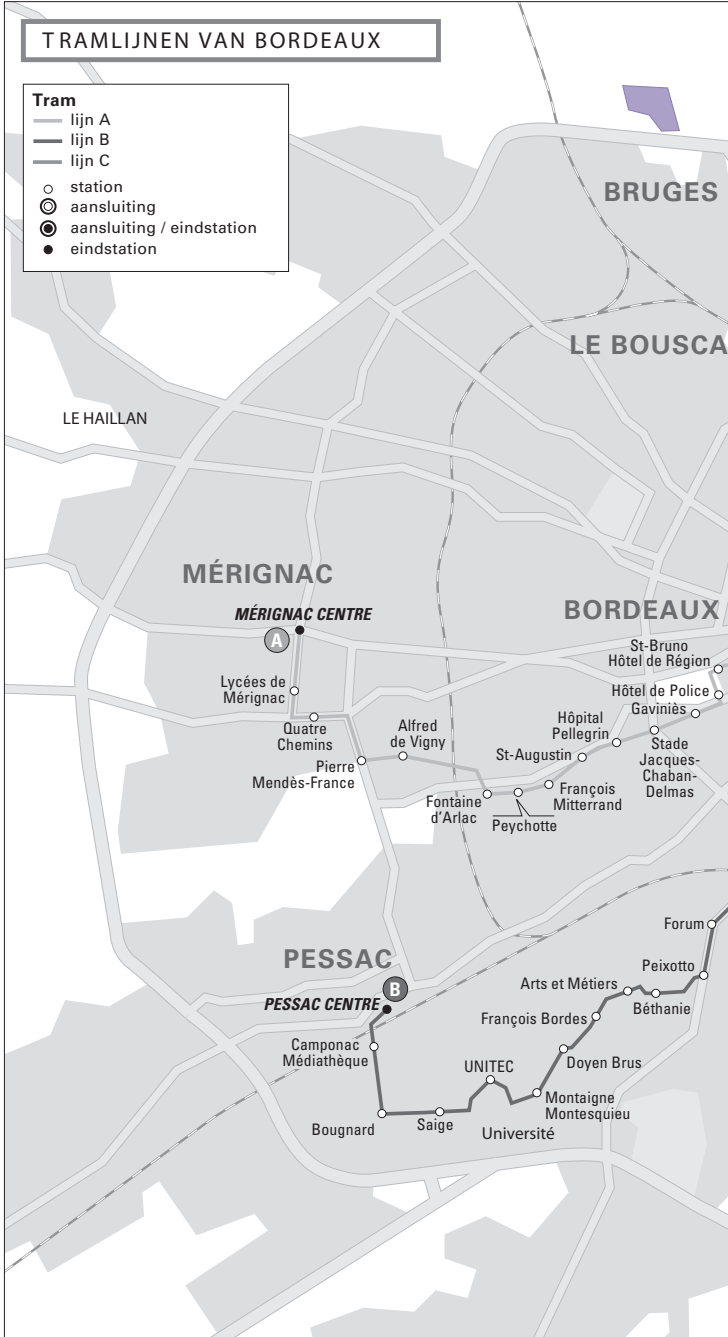 TRAMLIJNEN VAN BORDEAUX
Tram
lijn A
lijn B
lijn C
station
aansluiting
aansluiting / eindstation
eindstation
BRUGES
LE BOUSCA
LE HAILLAN
MÉRIGNAC
MÉRIGNAC CENTRE
A
BORDEAUX
St-Bruno
Hôtel de Région
Lycées de
Mérignac
Hôtel de Police
Gaviniès
Quatre
Chemins
Alfred
de Vigny
Hôpital
Pellegrin
St-Augustin
Stade
Jacques-
Chaban-
Delmas
Pierre
Mendès-France
Fontaine
d'Arlac
Peychotte
François
Mitterrand
Forum
PESSAC
B
PESSAC CENTRE
Peixotto
Arts et Métiers
Béthanie
François Bordes
Camponac
Médiathèque
UNITEC
Doyen Brus
Montaigne
Montesquieu
Bougnard
Saige
Université